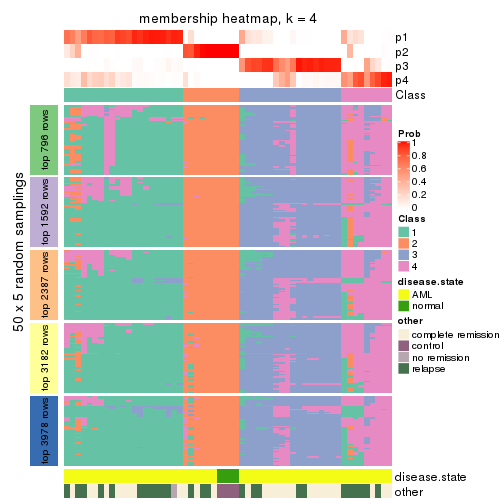 membership heatmap, k = 4
p1
p2
p3
p4
Class
50 x 5 random samplings
top 796 rows
top 1592 rows
top 2387 rows
top 3182 rows
top 3978 rows
disease.state
other
Prob
1
0.8
0.6
0.4
0.2
0
Class
1
2
3
4
disease.state
AML
normal
other
complete remission
control
no remission
relapse